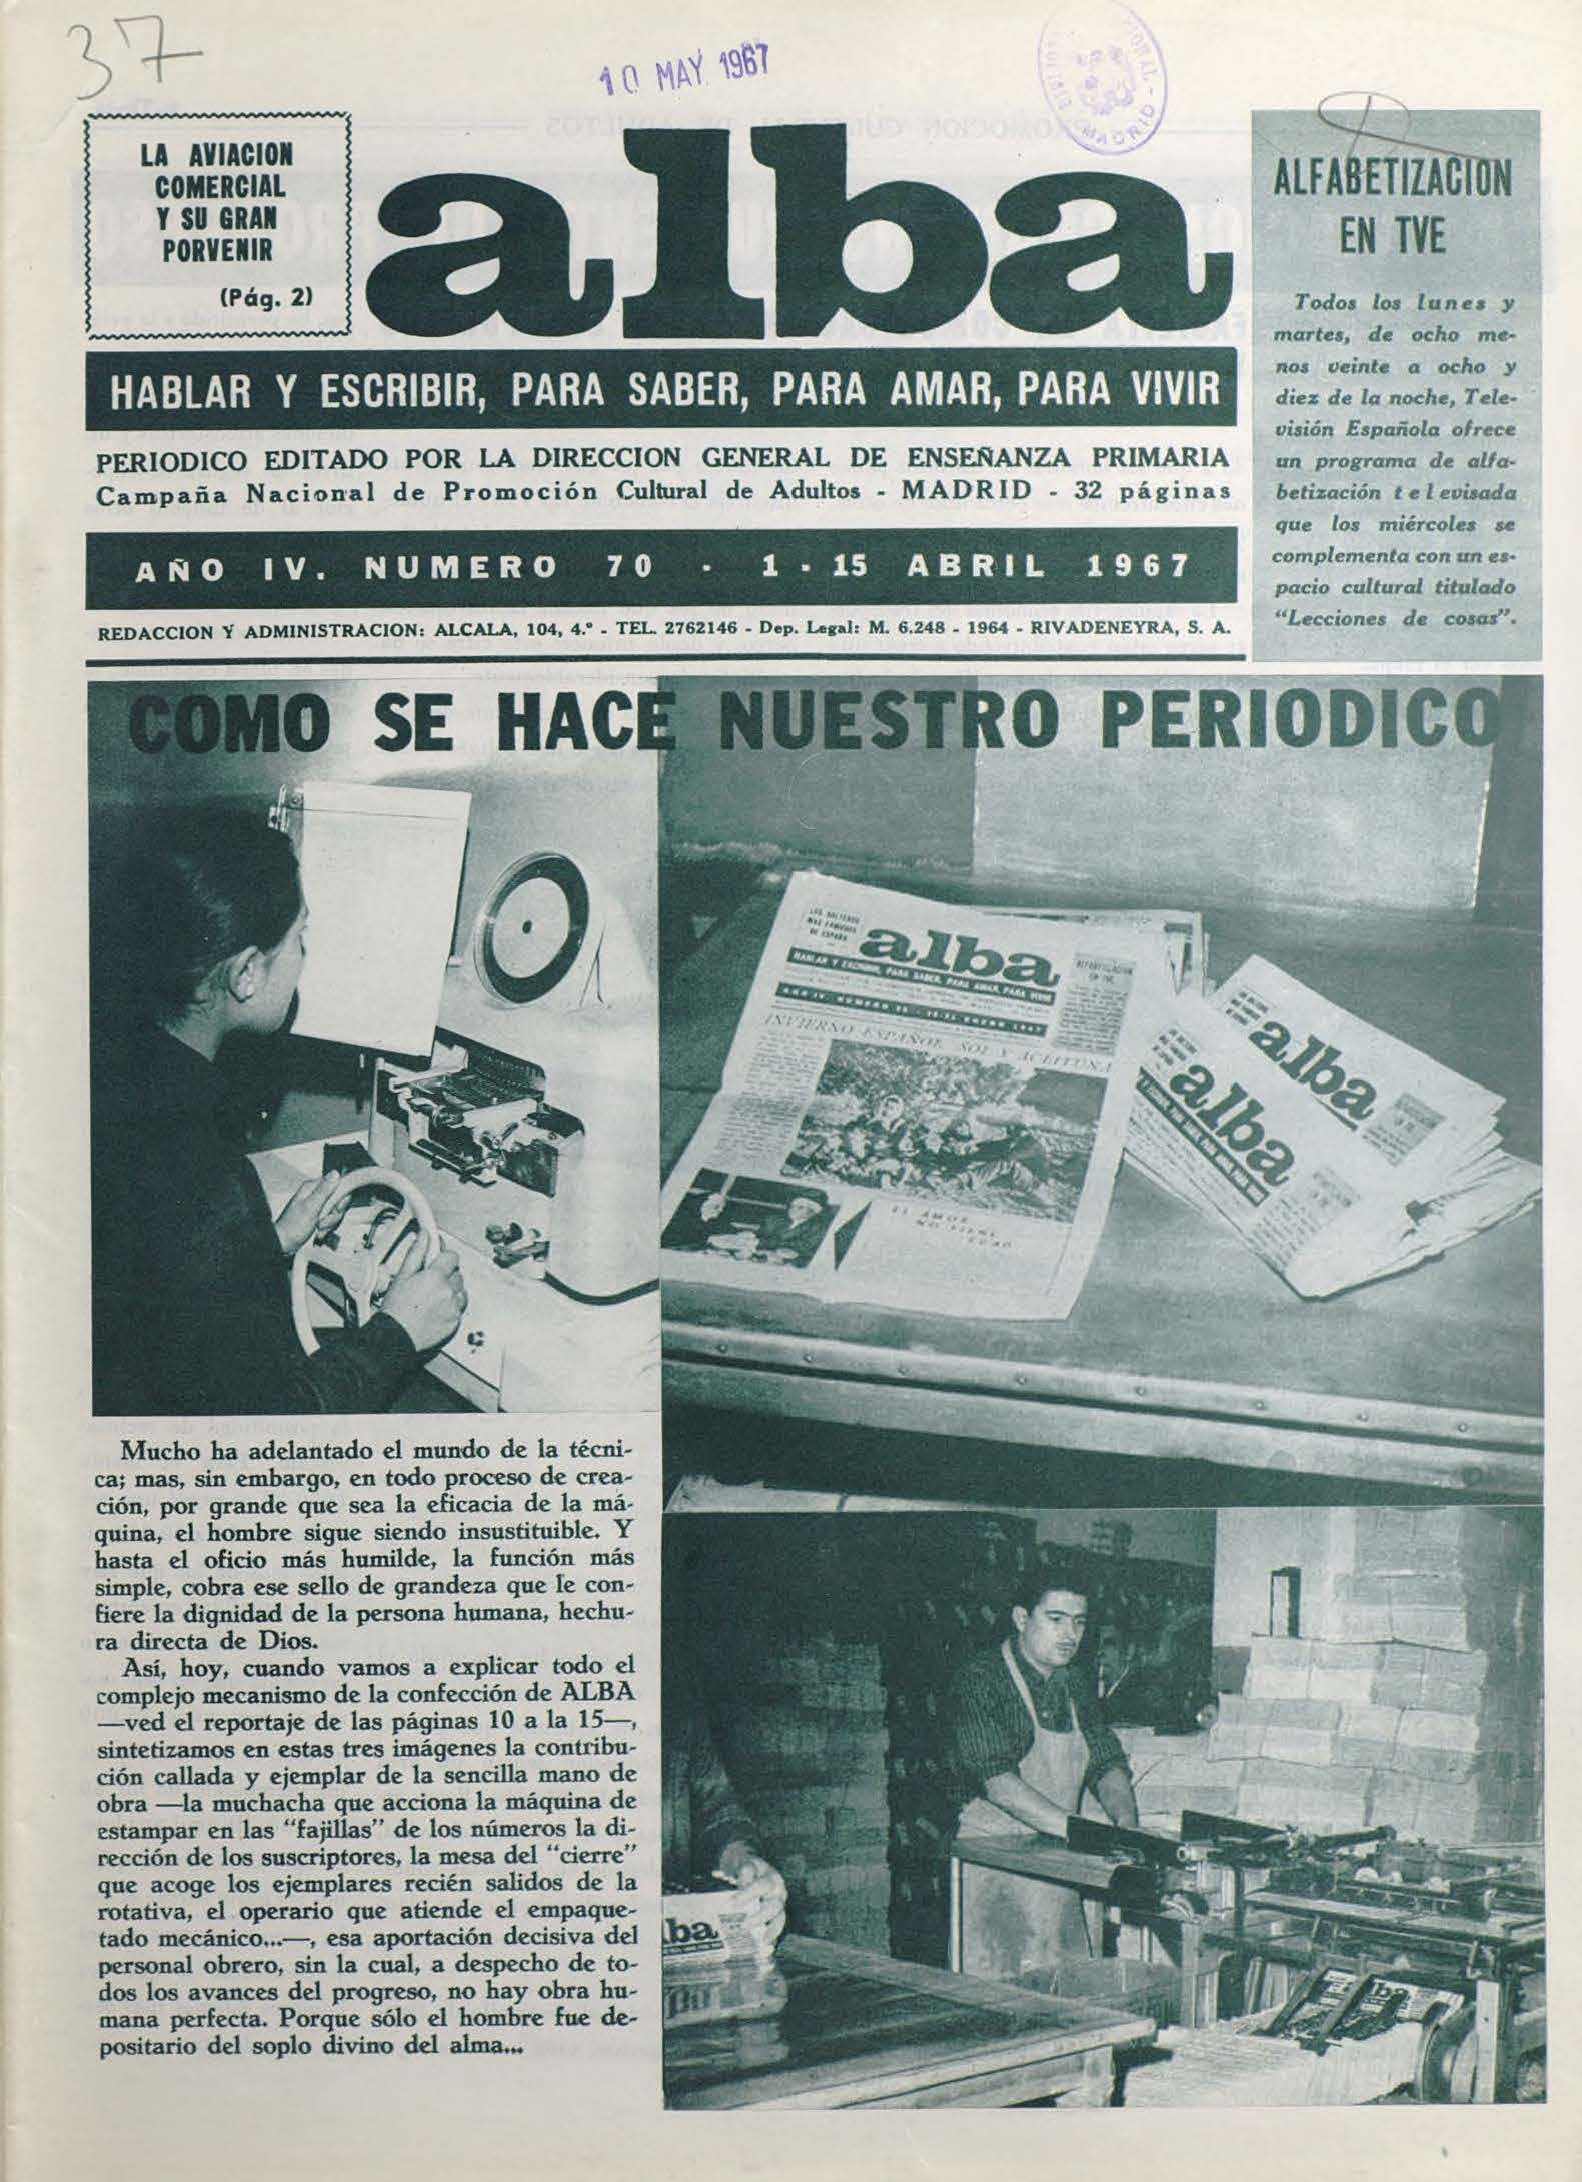 37
10 MAY 1967
MADRID
LA AVIACION
COMERCIAL
Y SU GRAN
PORVENIR
(Pág. 2)
alba
ALFABETIZACION
EN TVE
Todos los lunes y
martes, de ocho me-
nos veinte a ocho y
diez de la noche, Tele-
visión Española ofrece
un programa de alfa-
betización televisada
que los miércoles se
complementa con un es-
pacio cultural titulado
“Lecciones de cosas”.
HABLAR Y ESCRIBIR, PARA SABER, PARA AMAR, PARA VIVIR
PERIODICO EDITADO POR LA DIRECCION GENERAL DE ENSEÑANZA PRIMARIA
Campaña Nacional de Promoción Cultural de Adultos - MADRID - 32 páginas
AÑO IV. NUMERO 70 - 1 - 15 ABRIL 1967
REDACCION Y ADMINISTRACION: ALCALA, 104, 4.º - TEL. 2762146 - Dep. Legal: M. 6.248 - 1964 - RIVADENEYRA, S. A.
COMO SE HACE NUESTRO PERIODICO
alba
HABLAR Y ESCRIBIR, PARA SABER, PARA AMAR, PARA VIVIR
INVIERNO ESPAÑOL SOL Y ACEITUNA
alba
alba
Mucho ha adelantado el mundo de la técni-
ca; mas, sin embargo, en todo proceso de crea-
ción, por grande que sea la eficacia de la má-
quina, el hombre sigue siendo insustituible. Y
hasta el oficio más humilde, la función más
simple, cobra ese sello de grandeza que le con-
fiere la dignidad de la persona humana, hechu-
ra directa de Dios.
Así, hoy, cuando vamos a explicar todo el
complejo mecanismo de la confección de ALBA
—ved el reportaje de las páginas 10 a la 15—,
sintetizamos en estas tres imágenes la contribu-
ción callada y ejemplar de la sencilla mano de
obra —la muchacha que acciona la máquina de
estampar en las “fajillas” de los números la di-
rección de los suscriptores, la mesa del “cierre”
que acoge los ejemplares recién salidos de la
rotativa, el operario que atiende el empaque-
tado mecánico...—, esa aportación decisiva del
personal obrero, sin la cual, a despecho de to-
dos los avances del progreso, no hay obra hu-
mana perfecta. Porque sólo el hombre fue de-
positario del soplo divino del alma...
ba